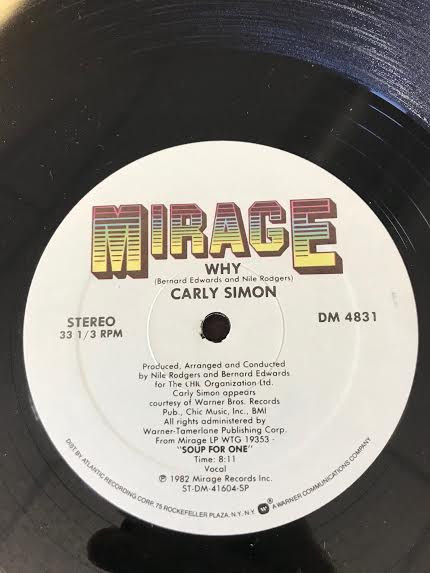 MIRAGE
WHY
(Bernard Edwards and Nile Rodgers)
CARLY SIMON
STEREO
33 1/3 RPM
DM 4831
Produced, Arranged and Conducted
by Nile Rodgers and Bernard Edwards
for The CHIC Organization Ltd.
Carly Simon appears
courtesy of Warner Bros. Records
Pub., Chic Music, Inc., BMI
All rights administered by
Warner-Tamerlane Publishing Corp.
From Mirage LP WTG 19353 -
"SOUP FOR ONE"
Time: 8:11
Vocal
℗ 1982 Mirage Records Inc.
ST-DM-41604-SP
DIST BY ATLANTIC RECORDING CORP. 75 ROCKEFELLER PLAZA, N.Y. N.Y. W ® A WARNER COMMUNICATIONS COMPANY